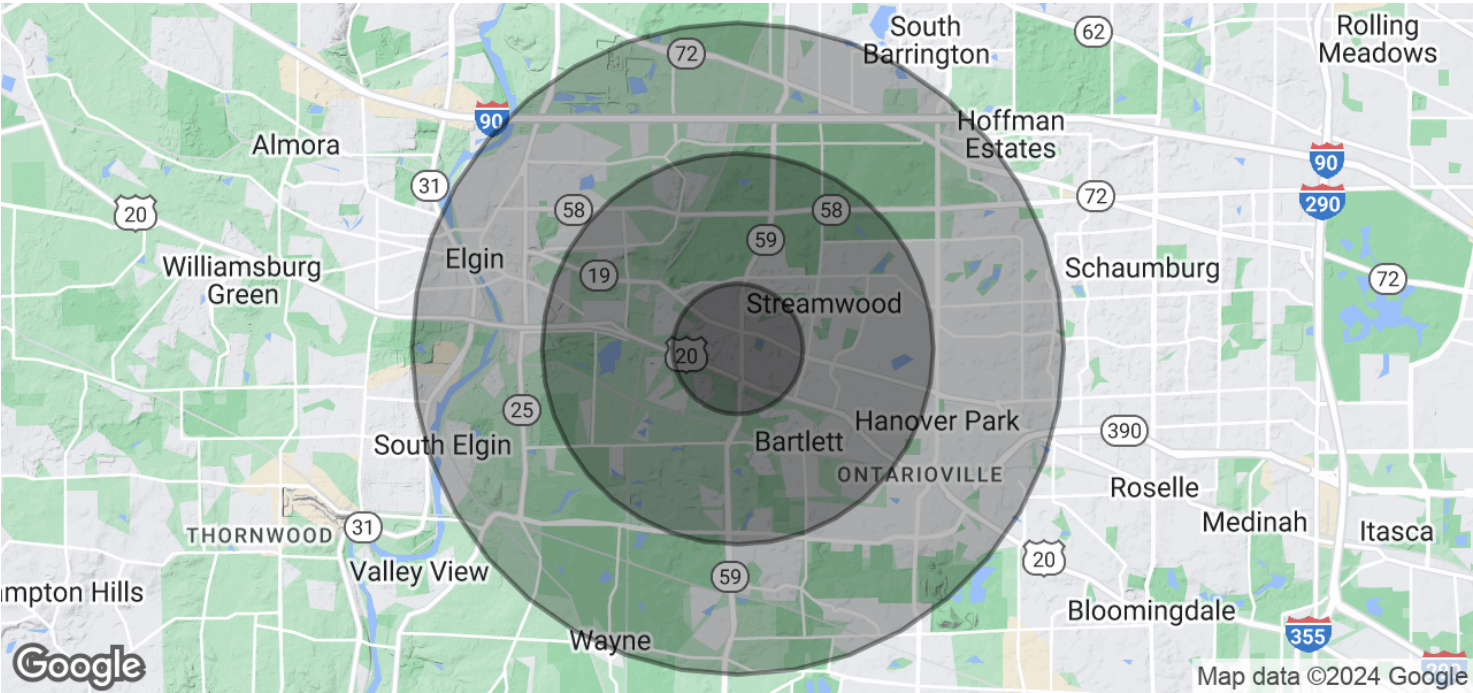 South
Barrington
62
Rolling
Meadows
72
90
Hoffman
Estates
Almora
90
31
20
72
290
58
58
59
Elgin
Williamsburg
Green
19
Schaumburg
72
Streamwood
20
25
Hanover Park
390
South Elgin
Bartlett
ONTARIOVILLE
Roselle
Medinah
Itasca
31
THORNWOOD
20
Valley View
59
mpton Hills
Bloomingdale
355
Wayne
Google
Map data ©2024 Google